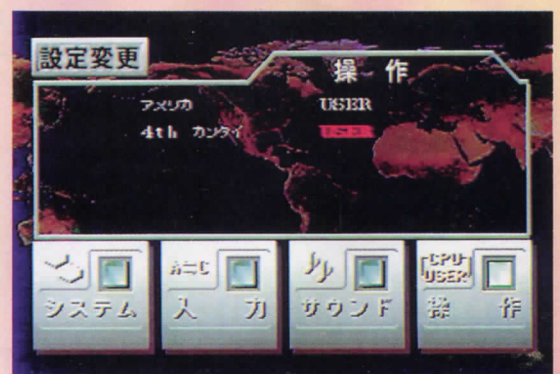 設定変更
操作
アメリカ USER
4th カンタイ USER
A⇆C CPU
USER
システム 入力 サウンド 操作